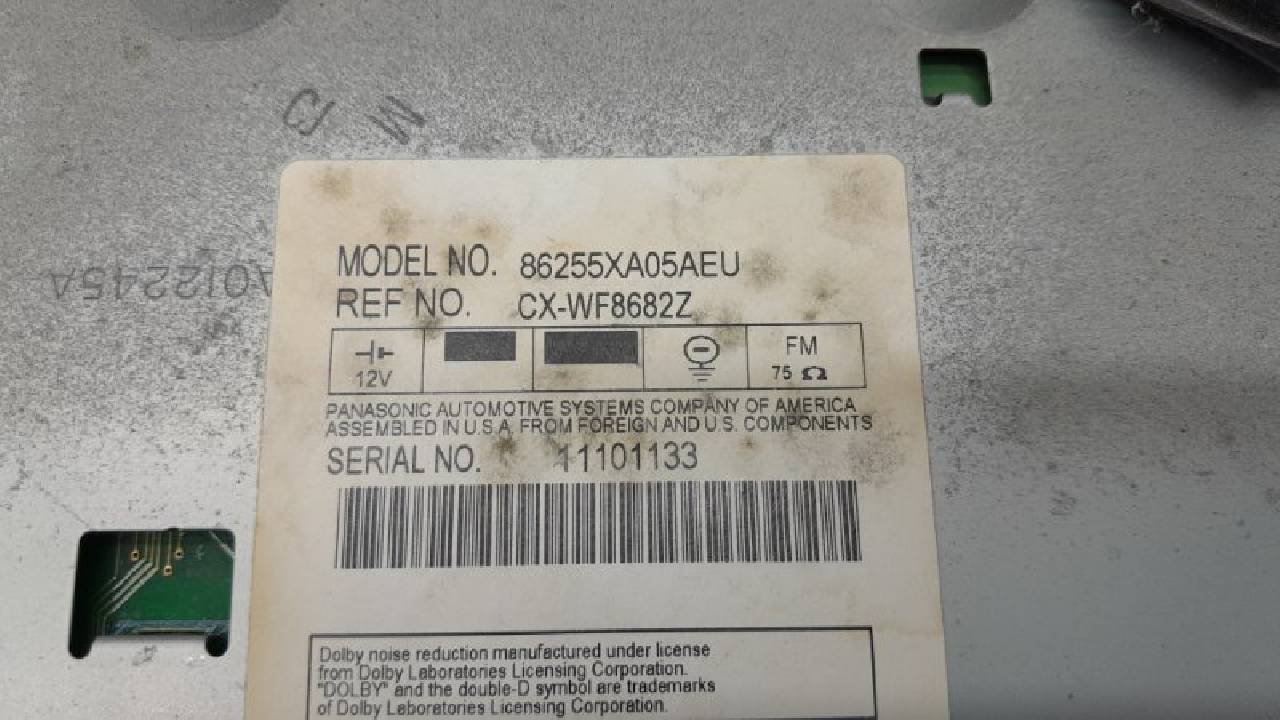 MODEL NO. 86255XA05AEU
REF NO. CX-WF8682Z
12V
FM
75 Ω
PANASONIC AUTOMOTIVE SYSTEMS COMPANY OF AMERICA
ASSEMBLED IN U.S.A. FROM FOREIGN AND U.S. COMPONENTS
SERIAL NO. 11101133
Dolby noise reduction manufactured under license
from Dolby Laboratories Licensing Corporation.
"DOLBY" and the double-D symbol are trademarks
of Dolby Laboratories Licensing Corporation.